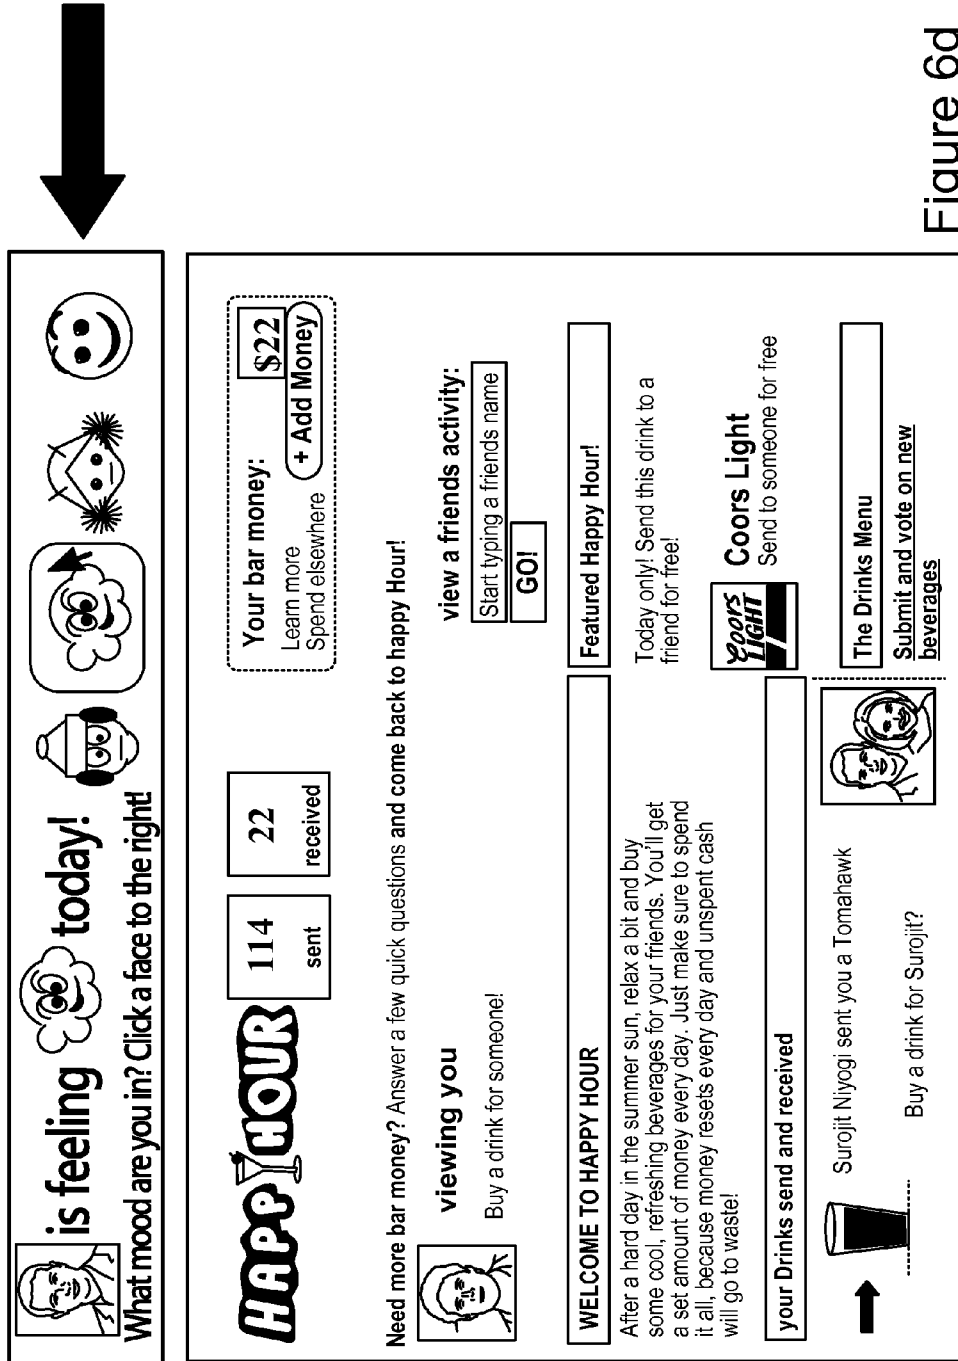 is feeling today!
What mood are you in? Click a face to the right!
HAPPY HOUR
114
sent
22
received
Your bar money:
$22
Learn more
+ Add Money
Spend elsewhere
Need more bar money? Answer a few quick questions and come back to happy Hour!
viewing you
Buy a drink for someone!
view a friends activity:
Start typing a friends name
GO!
WELCOME TO HAPPY HOUR
After a hard day in the summer sun, relax a bit and buy
some cool, refreshing beverages for your friends. You'll get
a set amount of money every day. Just make sure to spend
it all, because money resets every day and unspent cash
will go to waste!
Featured Happy Hour!
Today only! Send this drink to a
friend for free!
Coors
LIGHT
Coors Light
Send to someone for free
your Drinks send and received
Surojit Niyogi sent you a Tomahawk
Buy a drink for Surojit?
The Drinks Menu
Submit and vote on new
beverages
Figure 6d